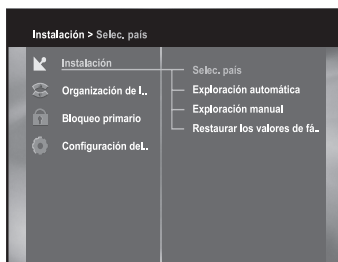 Instalación > Selec. país
Instalación
Organización de l..
Bloqueo primario
Configuración del..
Selec. país
Exploración automática
Exploración manual
Restaurar los valores de fá..